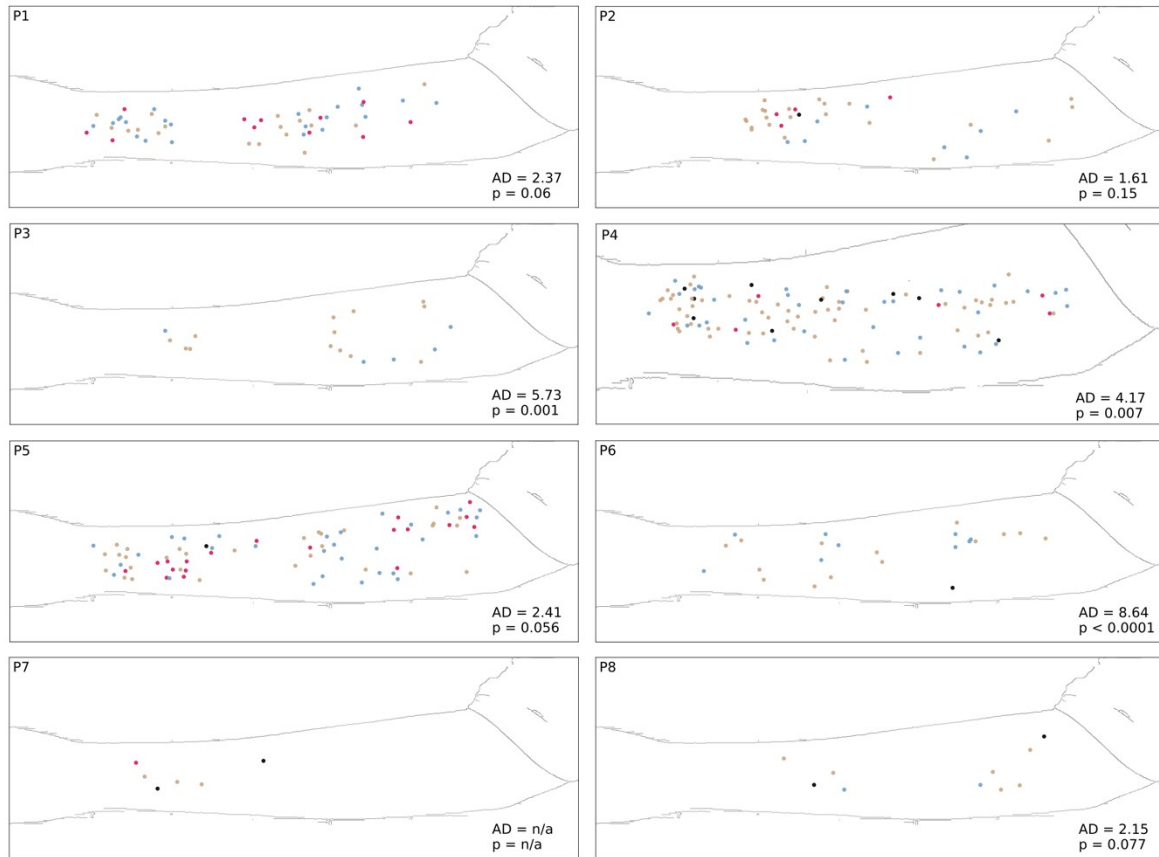 P1
AD = 2.37
p = 0.06
P2
AD = 1.61
p = 0.15
P3
AD = 5.73
p = 0.001
P4
AD = 4.17
p = 0.007
P5
AD = 2.41
p = 0.056
P6
AD = 8.64
p < 0.0001
P7
AD = n/a
p = n/a
P8
AD = 2.15
p = 0.077